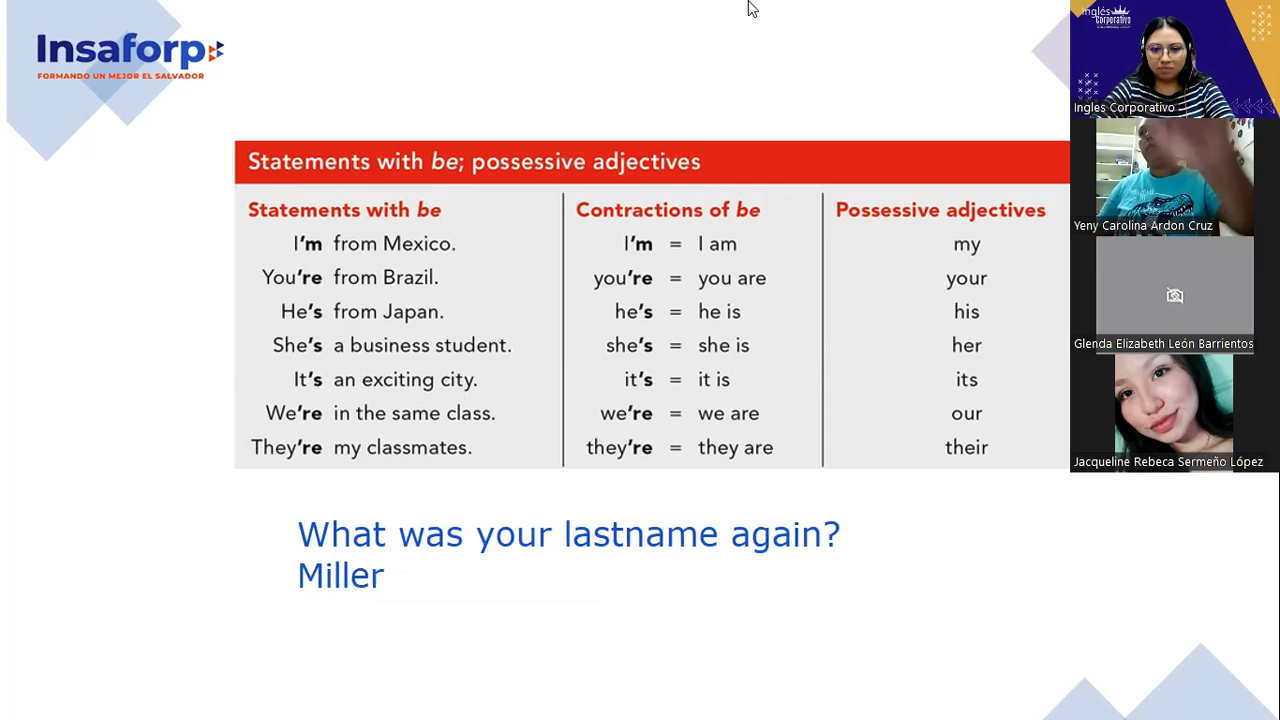 Insaforp
FORMANDO UN MEJOR EL SALVADOR
Statements with be; possessive adjectives
Statements with be
I'm from Mexico.
You're from Brazil.
He's from Japan.
She's a business student.
It's an exciting city.
We're in the same class.
They're my classmates.
Contractions of be
I'm = I am
you're = you are
he's = he is
she's = she is
it's = it is
we're = we are
they're = they are
Possessive adjectives
my
your
his
her
its
our
their
What was your lastname again?
Miller
Inglés
Corporativo
Ingles Corporativo
Yeny Carolina Ardon Cruz
Glenda Elizabeth León Barrientos
Jacqueline Rebeca Sermeño López